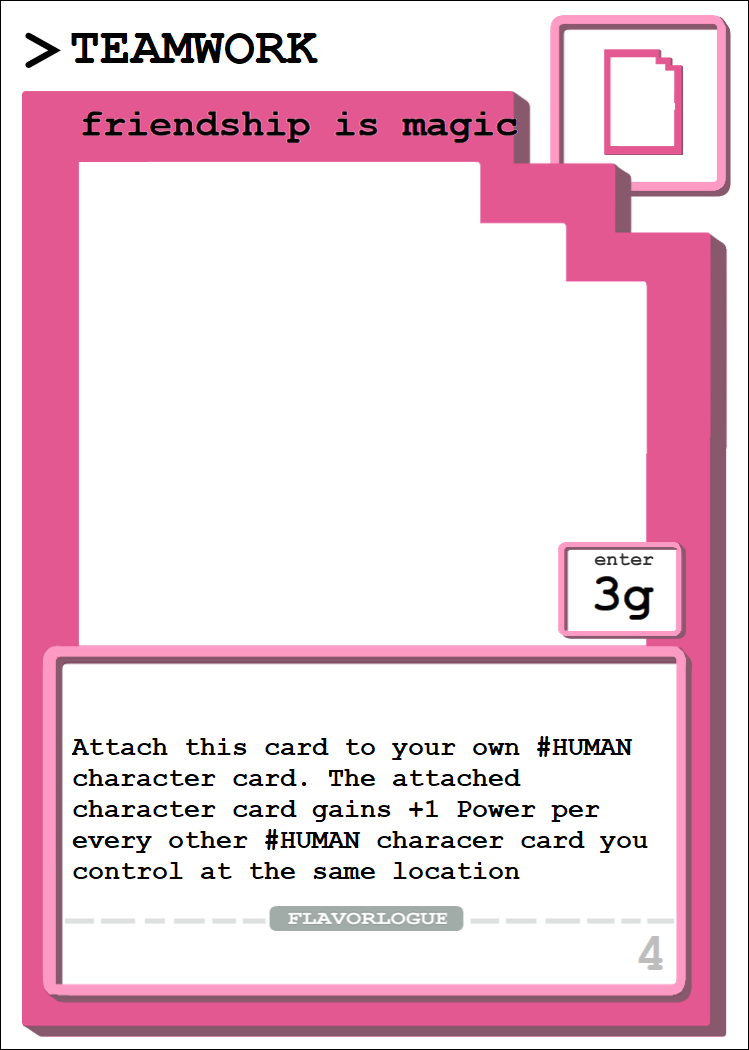 > TEAMWORK
friendship is magic
enter
3g
Attach this card to your own #HUMAN
character card. The attached
character card gains +1 Power per
every other #HUMAN characer card you
control at the same location
FLAVORLOGUE
4